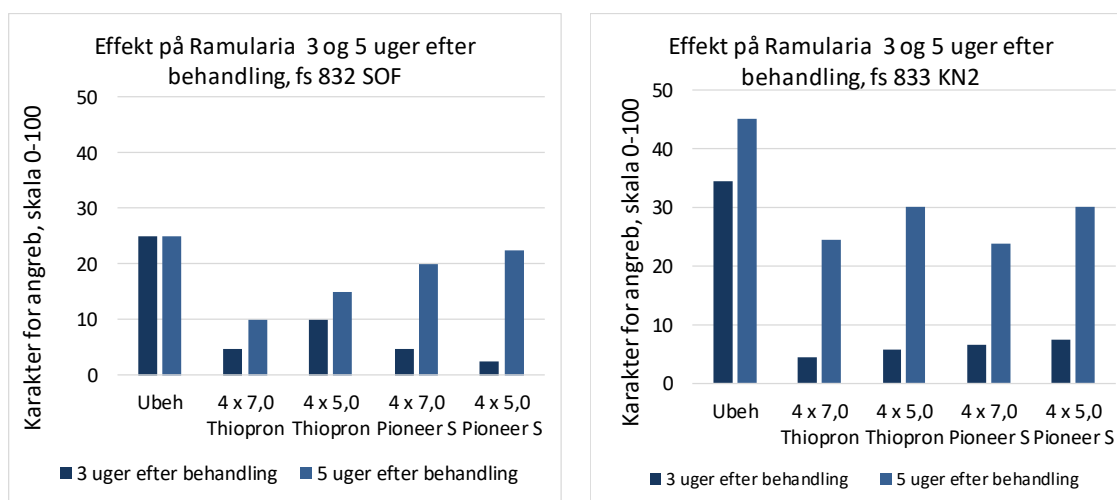 Effekt på Ramularia 3 og 5 uger efter
behandling, fs 832 SOF
Karakter for angreb, skala 0-100
50
40
30
20
10
0
Ubeh
4 x 7,0
Thiopron
4 x 5,0
Thiopron
4 x 7,0
Pioneer S
4 x 5,0
Pioneer S
3 uger efter behandling
5 uger efter behandling
Effekt på Ramularia 3 og 5 uger efter
behandling, fs 833 KN2
Karakter for angreb, skala 0-100
50
40
30
20
10
0
Ubeh
4 x 7,0
Thiopron
4 x 5,0
Thiopron
4 x 7,0
Pioneer S
4 x 5,0
Pioneer S
3 uger efter behandling
5 uger efter behandling